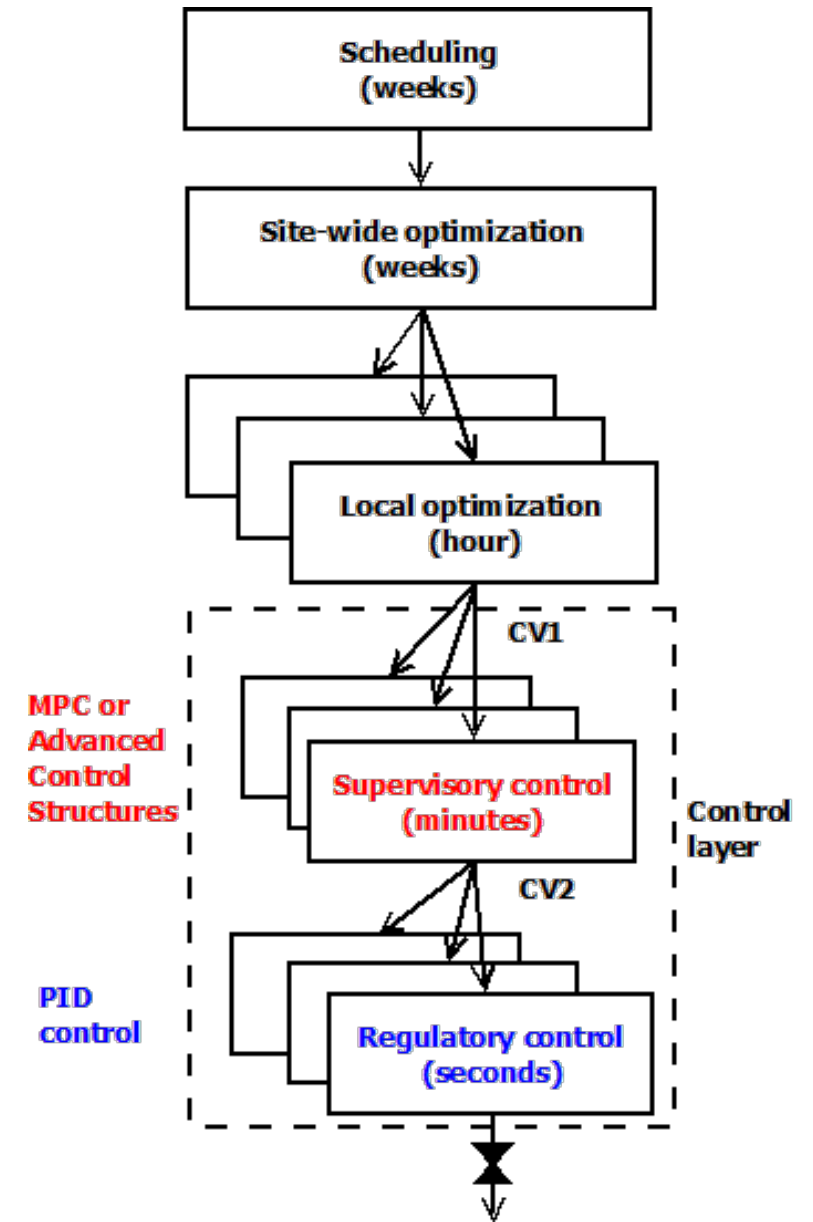 Scheduling
(weeks)
Site-wide optimization
(weeks)
Local optimization
(hour)
CV1
MPC or
Advanced
Control
Structures
Supervisory control
(minutes)
Control
layer
CV2
PID
control
Regulatory control
(seconds)